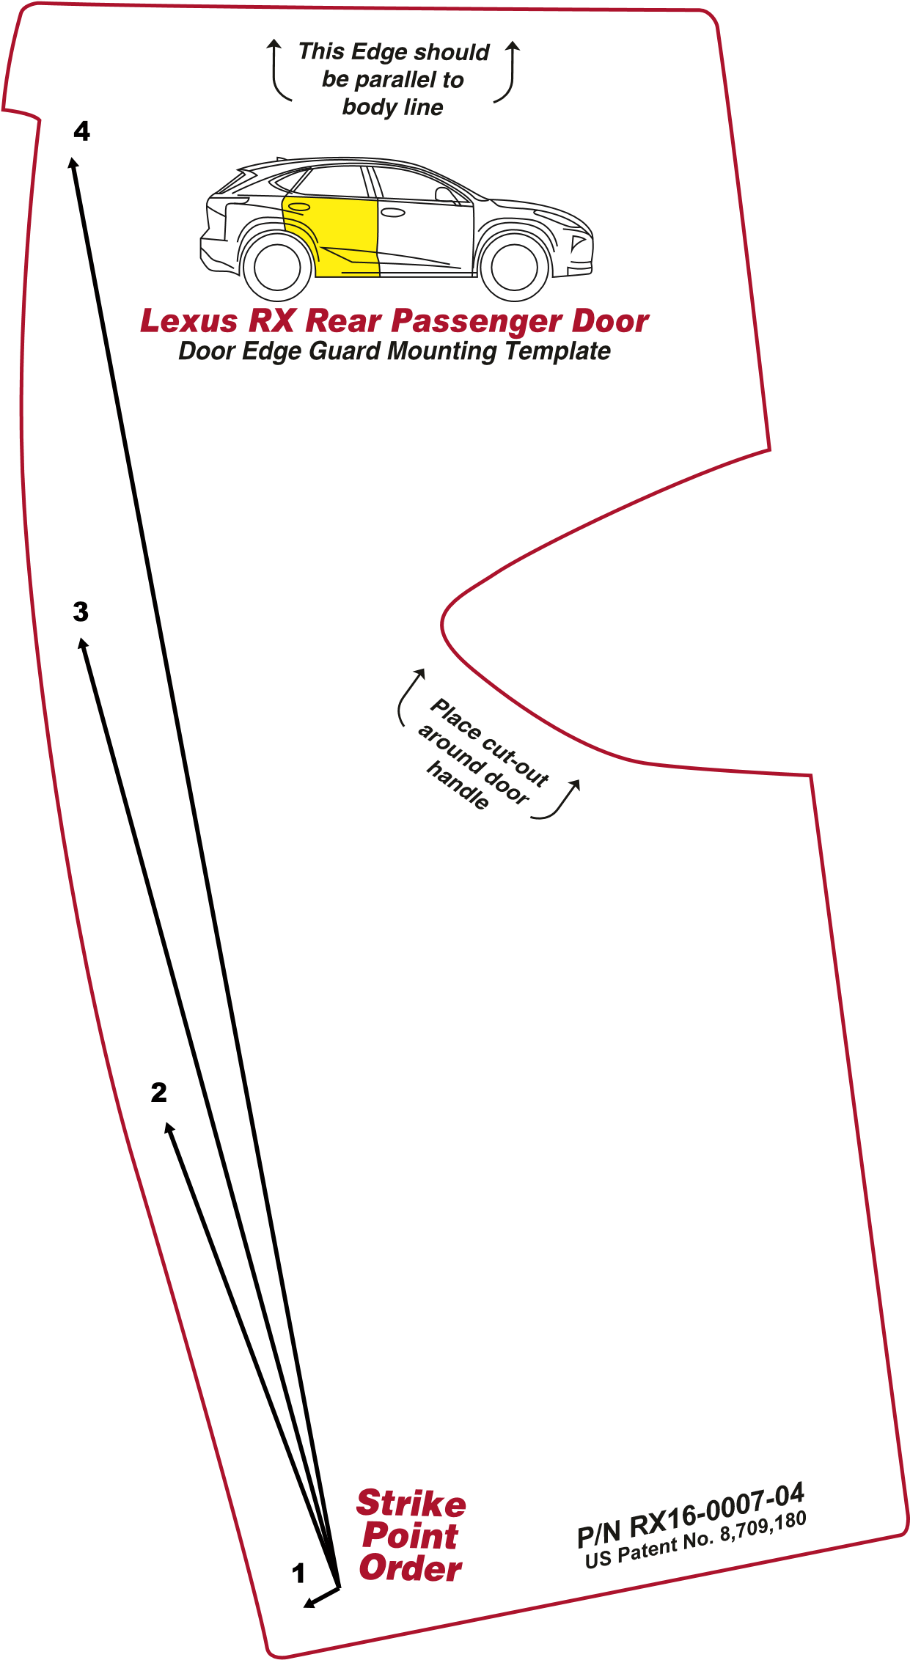 This Edge should
be parallel to
body line
4
Lexus RX Rear Passenger Door
Door Edge Guard Mounting Template
3
Place cut-out
around door
handle
2
Strike
Point
Order
1
P/N RX16-0007-04
US Patent No. 8,709,180